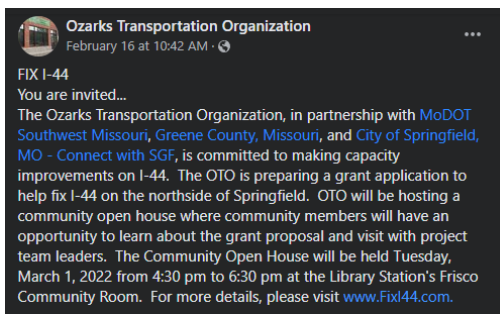 Ozarks Transportation Organization
February 16 at 10:42 AM ·
FIX I-44
You are invited...
The Ozarks Transportation Organization, in partnership with MoDOT
Southwest Missouri, Greene County, Missouri, and City of Springfield,
MO - Connect with SGF, is committed to making capacity
improvements on I-44.  The OTO is preparing a grant application to
help fix I-44 on the northside of Springfield.  OTO will be hosting a
community open house where community members will have an
opportunity to learn about the grant proposal and visit with project
team leaders.  The Community Open House will be held Tuesday,
March 1, 2022 from 4:30 pm to 6:30 pm at the Library Station's Frisco
Community Room.  For more details, please visit www.FixI44.com.